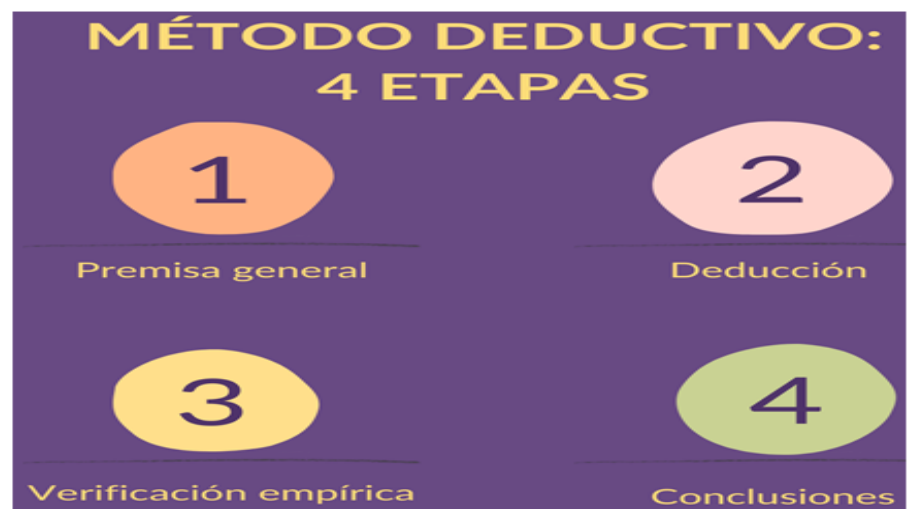 MÉTODO DEDUCTIVO:
4 ETAPAS
1
Premisa general
2
Deducción
3
Verificación empírica
4
Conclusiones